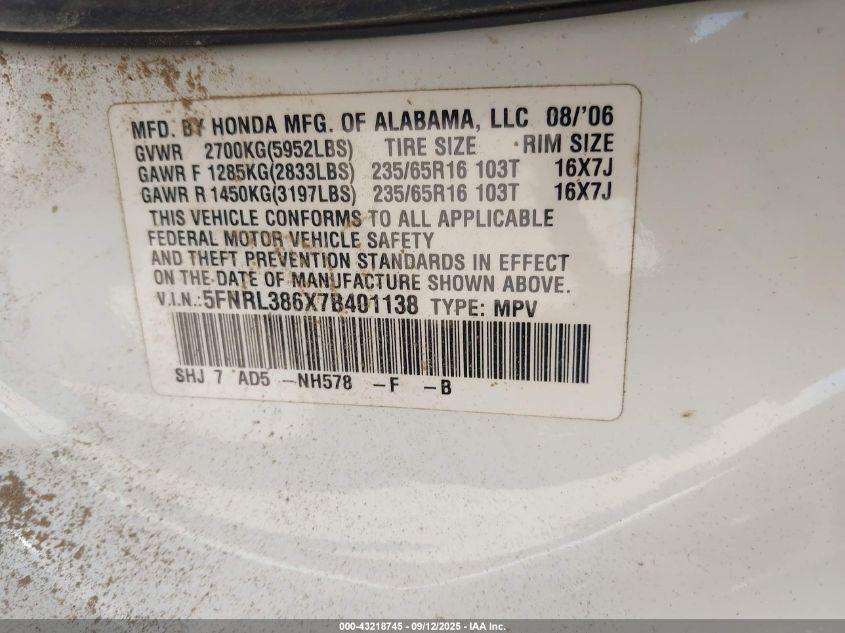 MFD. BY HONDA MFG. OF ALABAMA, LLC 08/'06
GVWR 2700KG(5952LBS) TIRE SIZE RIM SIZE
GAWR F 1285KG(2833LBS) 235/65R16 103T 16X7J
GAWR R 1450KG(3197LBS) 235/65R16 103T 16X7J
THIS VEHICLE CONFORMS TO ALL APPLICABLE
FEDERAL MOTOR VEHICLE SAFETY
AND THEFT PREVENTION STANDARDS IN EFFECT
ON THE DATE OF MANUFACTURE SHOWN ABOVE.
V.I.N.:5FNRL386X7B401138 TYPE: MPV
SHJ 7 AD5 -NH578 -F -B
000-43218745 - 09/12/2025 - IAA Inc.